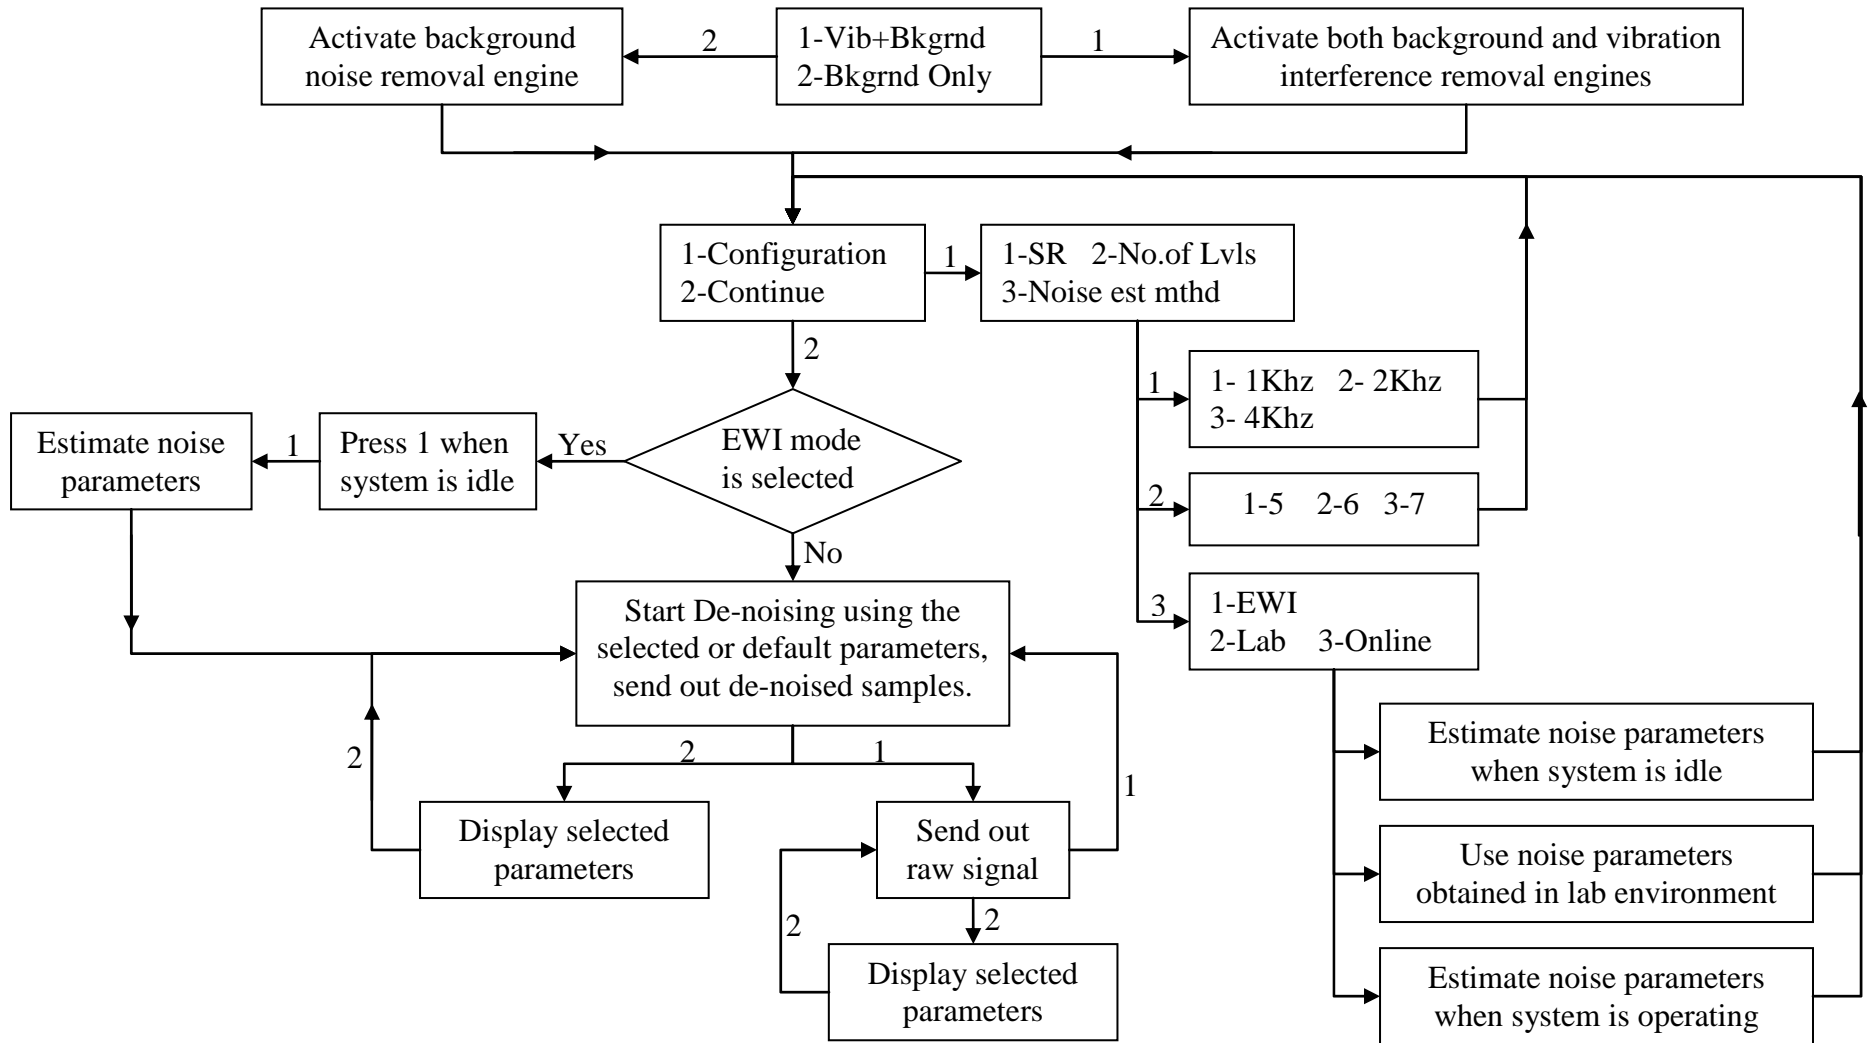 Activate background
noise removal engine
2
1-Vib+Bkgrnd
2-Bkgrnd Only
1
Activate both background and vibration
interference removal engines
1-Configuration
2-Continue
1
1-SR 2-No.of Lvls
3-Noise est mthd
2
1
1- 1Khz 2- 2Khz
3- 4Khz
Estimate noise
parameters
1
Press 1 when
system is idle
Yes
EWI mode
is selected
2
1-5 2-6 3-7
No
3
1-EWI
2-Lab 3-Online
Start De-noising using the
selected or default parameters,
send out de-noised samples.
2
2
1
1
Estimate noise parameters
when system is idle
Display selected
parameters
Send out
raw signal
Use noise parameters
obtained in lab environment
2
2
Display selected
parameters
Estimate noise parameters
when system is operating